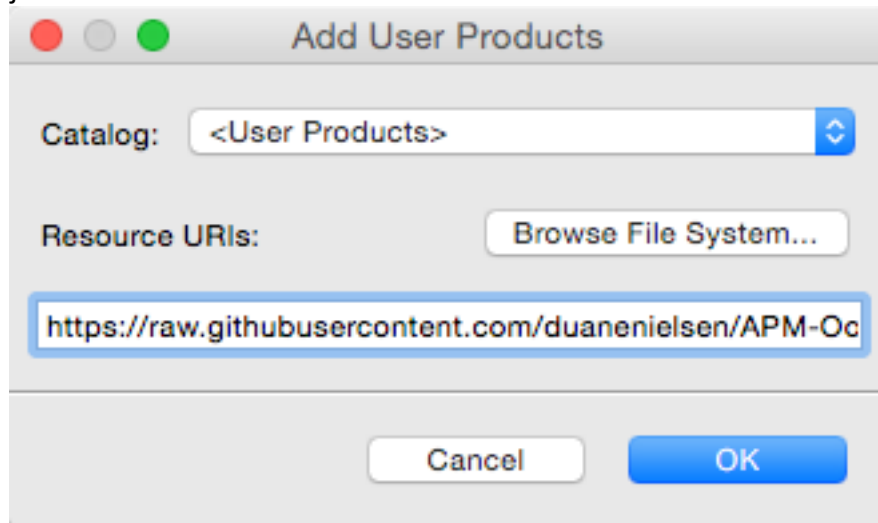 Add User Products
Catalog: <User Products>
Resource URIs: Browse File System...
https://raw.githubusercontent.com/duanenielsen/APM-Oc
Cancel OK